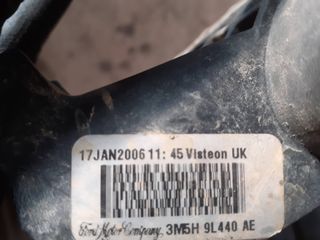 17JAN2006 11: 45 Visteon UK
Ford Motor Company, 3M5H 9L440 AE